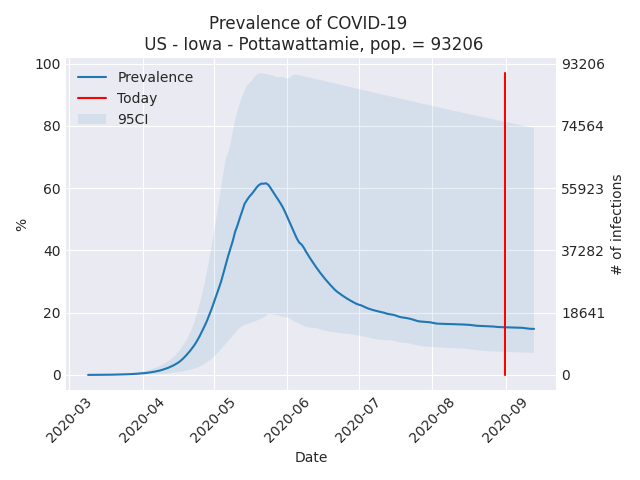 Prevalence of COVID-19
US - Iowa - Pottawattamie, pop. = 93206
100
80
60
40
20
0
%
Prevalence
Today
95CI
93206
74564
55923
37282
18641
0
# of infections
2020-03
2020-04
2020-05
2020-06
2020-07
2020-08
2020-09
Date